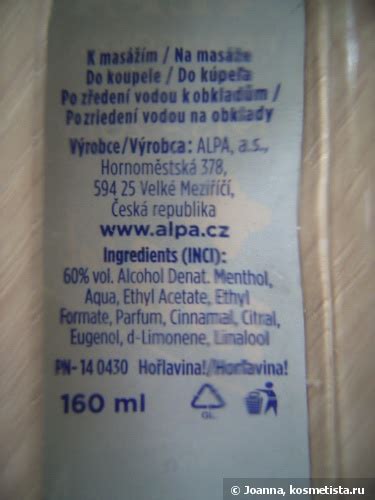 K masážím / Na masáže
Do koupele / Do kúpeľa
Po zředění vodou k obkladům /
Po zriedení vodou na obklady
Výrobce/Výrobca: ALPA, a.s.,
Hornoměstská 378,
594 25 Velké Meziříčí,
Česká republika
www.alpa.cz
Ingredients (INCI):
60% vol. Alcohol Denat. Menthol,
Aqua, Ethyl Acetate, Ethyl
Formate, Parfum, Cinnamal, Citral,
Eugenol, d-Limonene, Linalool
PN-14 0430 Hořlavina!/Horľavina!
160 ml
GL
© Joanna, kosmetista.ru